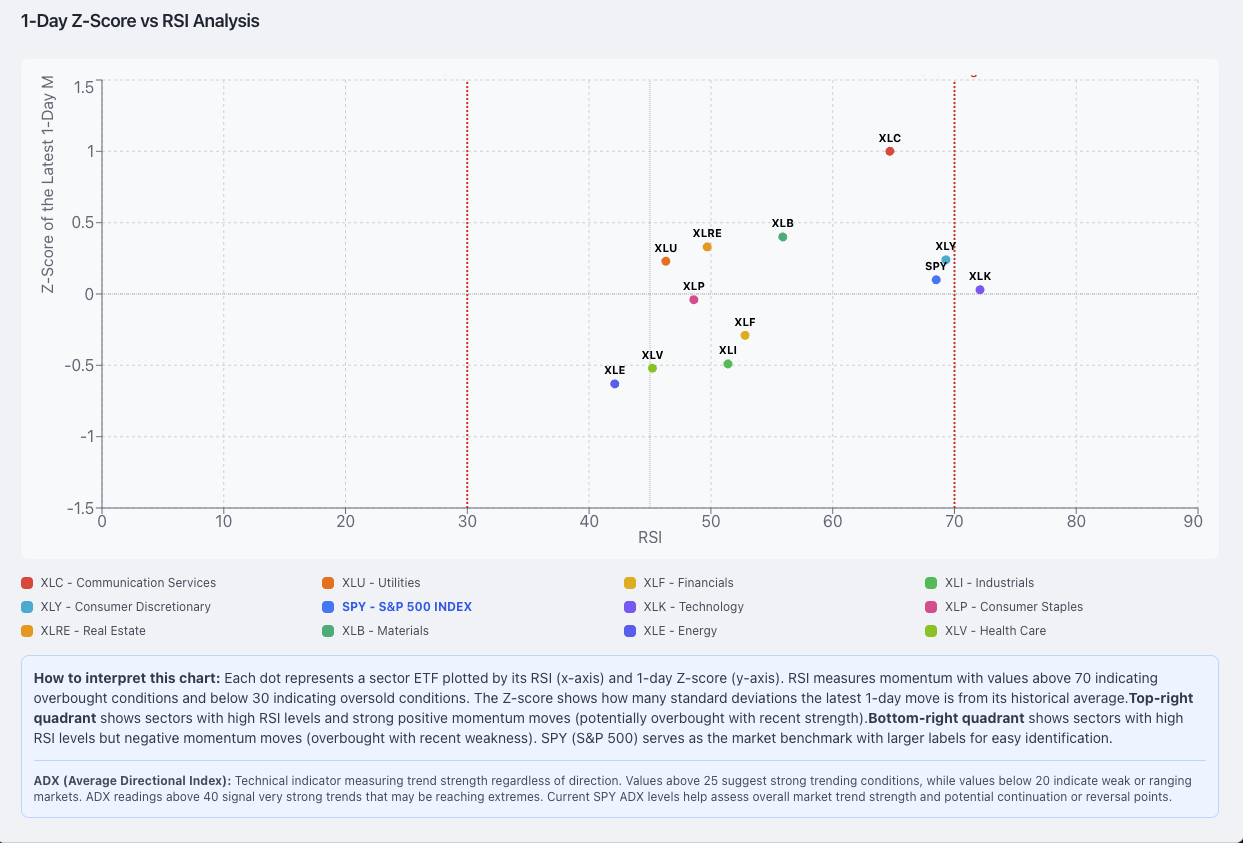 1-Day Z-Score vs RSI Analysis
Z-Score of the Latest 1-Day M
1.5
1
0.5
0
-0.5
-1
-1.5
XLC
XLB
XLRE
XLU
XLY
SPY
XLK
XLP
XLF
XLI
XLV
XLE
0 10 20 30 40 50 60 70 80 90
RSI
XLC - Communication Services XLU - Utilities XLF - Financials XLI - Industrials
XLY - Consumer Discretionary SPY - S&P 500 INDEX XLK - Technology XLP - Consumer Staples
XLRE - Real Estate XLB - Materials XLE - Energy XLV - Health Care
How to interpret this chart: Each dot represents a sector ETF plotted by its RSI (x-axis) and 1-day Z-score (y-axis). RSI measures momentum with values above 70 indicating
overbought conditions and below 30 indicating oversold conditions. The Z-score shows how many standard deviations the latest 1-day move is from its historical average.Top-right
quadrant shows sectors with high RSI levels and strong positive momentum moves (potentially overbought with recent strength).Bottom-right quadrant shows sectors with high
RSI levels but negative momentum moves (overbought with recent weakness). SPY (S&P 500) serves as the market benchmark with larger labels for easy identification.
ADX (Average Directional Index): Technical indicator measuring trend strength regardless of direction. Values above 25 suggest strong trending conditions, while values below 20 indicate weak or ranging
markets. ADX readings above 40 signal very strong trends that may be reaching extremes. Current SPY ADX levels help assess overall market trend strength and potential continuation or reversal points.